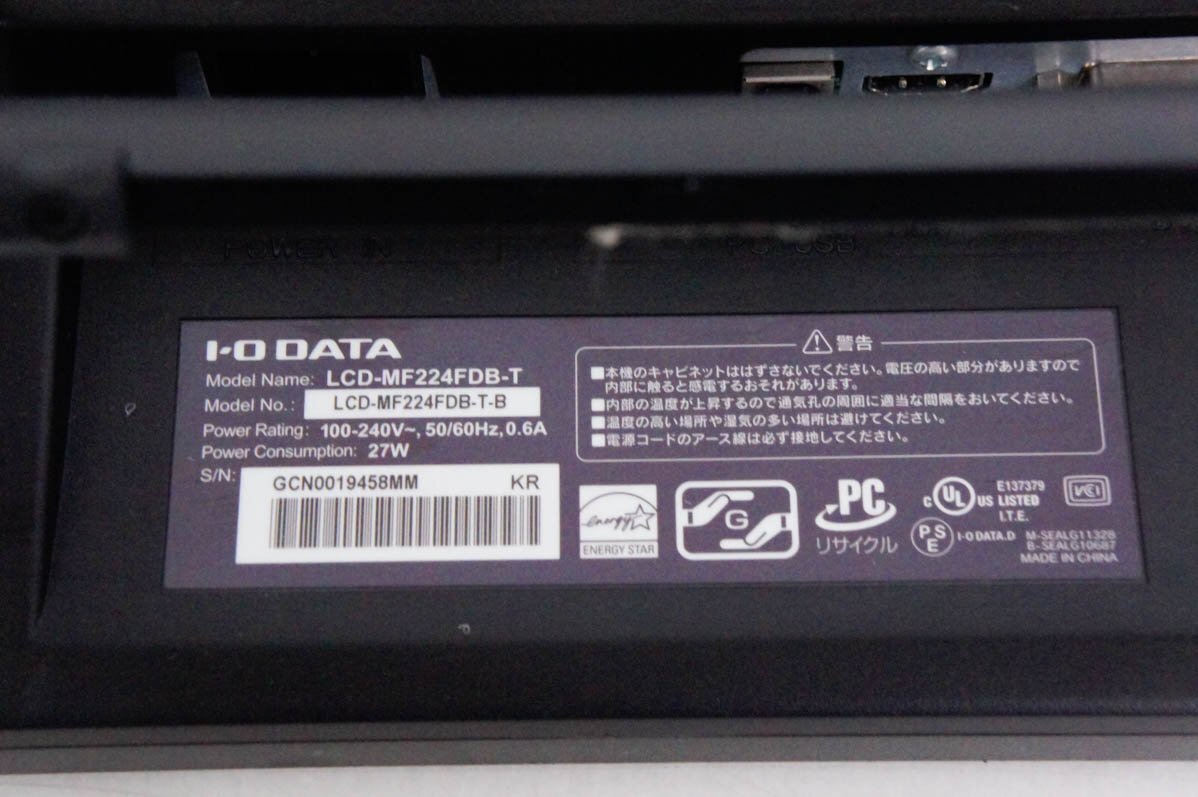 POWER IN
PC-USB
I-O DATA
Model Name: LCD-MF224FDB-T
Model No.: LCD-MF224FDB-T-B
Power Rating: 100-240V~, 50/60Hz, 0.6A
Power Consumption: 27W
S/N: GCN0019458MM KR
警告
■本機のキャビネットははずさないでください。電圧の高い部分がありますので
内部に触ると感電するおそれがあります。
■内部の温度が上昇するので通気孔の周囲に適当な間隔をおいてください。
■温度の高い場所や湿気の多い場所は避けてください。
■電源コードのアース線は必ず接地してください。
energy
ENERGY STAR
G
PC
リサイクル
C UL US LISTED
E137379
I.T.E.
VCCI
PSE
I-O DATA.D
M-SEALG1132B
B-SEALG10687
MADE IN CHINA